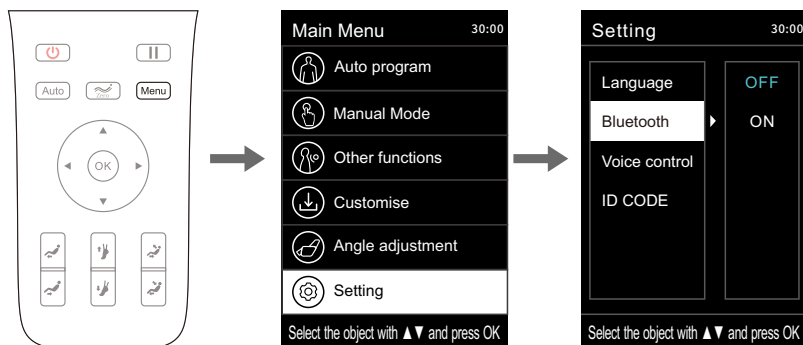 Auto
Zero
Menu
OK
Main Menu 30:00
Auto program
Manual Mode
Other functions
Customise
Angle adjustment
Setting
Select the object with ▲▼ and press OK
Setting 30:00
Language
Bluetooth
Voice control
ID CODE
OFF
ON
Select the object with ▲▼ and press OK